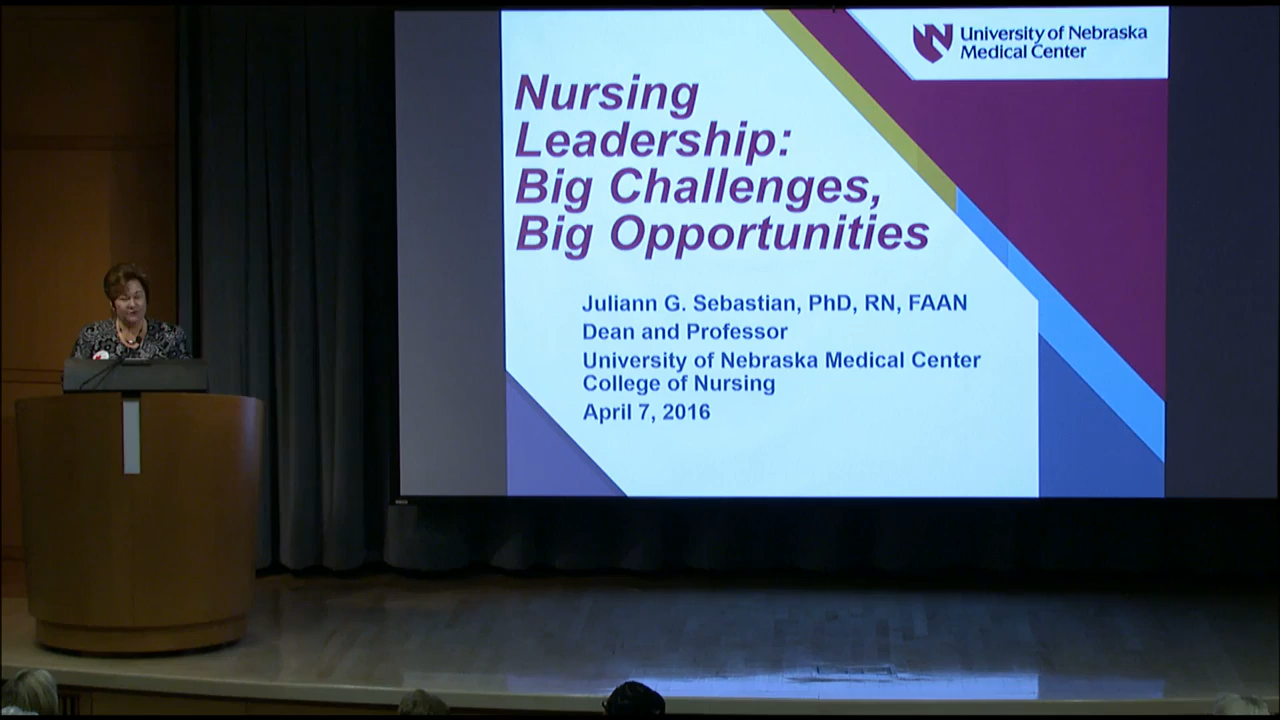 University of Nebraska
Medical Center
Nursing
Leadership:
Big Challenges,
Big Opportunities
Juliann G. Sebastian, PhD, RN, FAAN
Dean and Professor
University of Nebraska Medical Center
College of Nursing
April 7, 2016